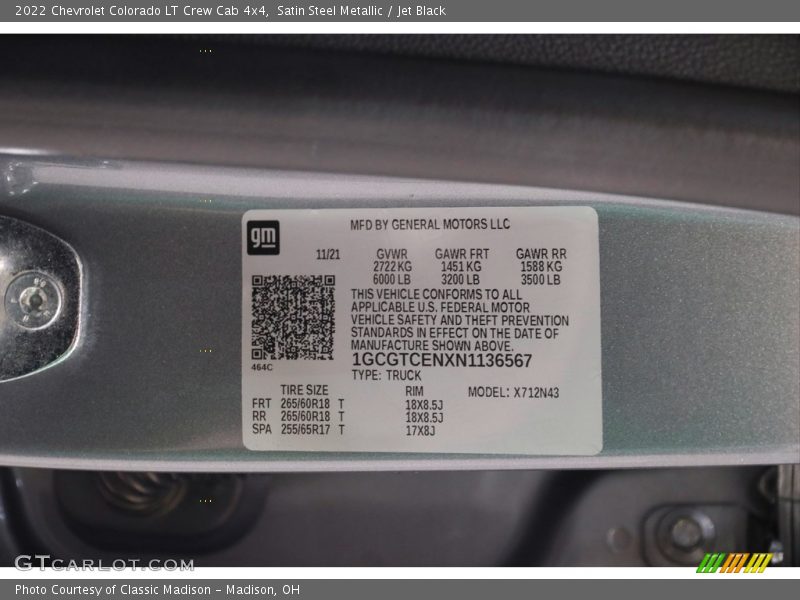 2022 Chevrolet Colorado LT Crew Cab 4x4, Satin Steel Metallic / Jet Black
gm
MFD BY GENERAL MOTORS LLC
11/21 GVWR GAWR FRT GAWR RR
2722 KG 1451 KG 1588 KG
6000 LB 3200 LB 3500 LB
THIS VEHICLE CONFORMS TO ALL
APPLICABLE U.S. FEDERAL MOTOR
VEHICLE SAFETY AND THEFT PREVENTION
STANDARDS IN EFFECT ON THE DATE OF
MANUFACTURE SHOWN ABOVE.
464C
1GCGTCENXN1136567
TYPE: TRUCK
TIRE SIZE RIM MODEL: X712N43
FRT 265/60R18 T 18X8.5J
RR 265/60R18 T 18X8.5J
SPA 255/65R17 T 17X8J
GTCARLOT.COM
Photo Courtesy of Classic Madison - Madison, OH